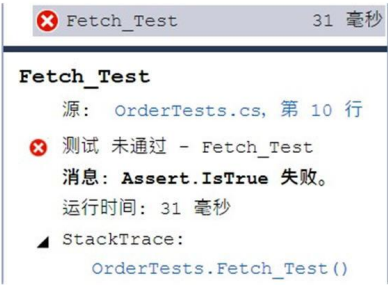 Fetch_Test 31 毫秒
Fetch_Test
源: OrderTests.cs, 第 10 行
测试 未通过 - Fetch_Test
消息: Assert.IsTrue 失败。
运行时间: 31 毫秒
StackTrace:
OrderTests.Fetch_Test()